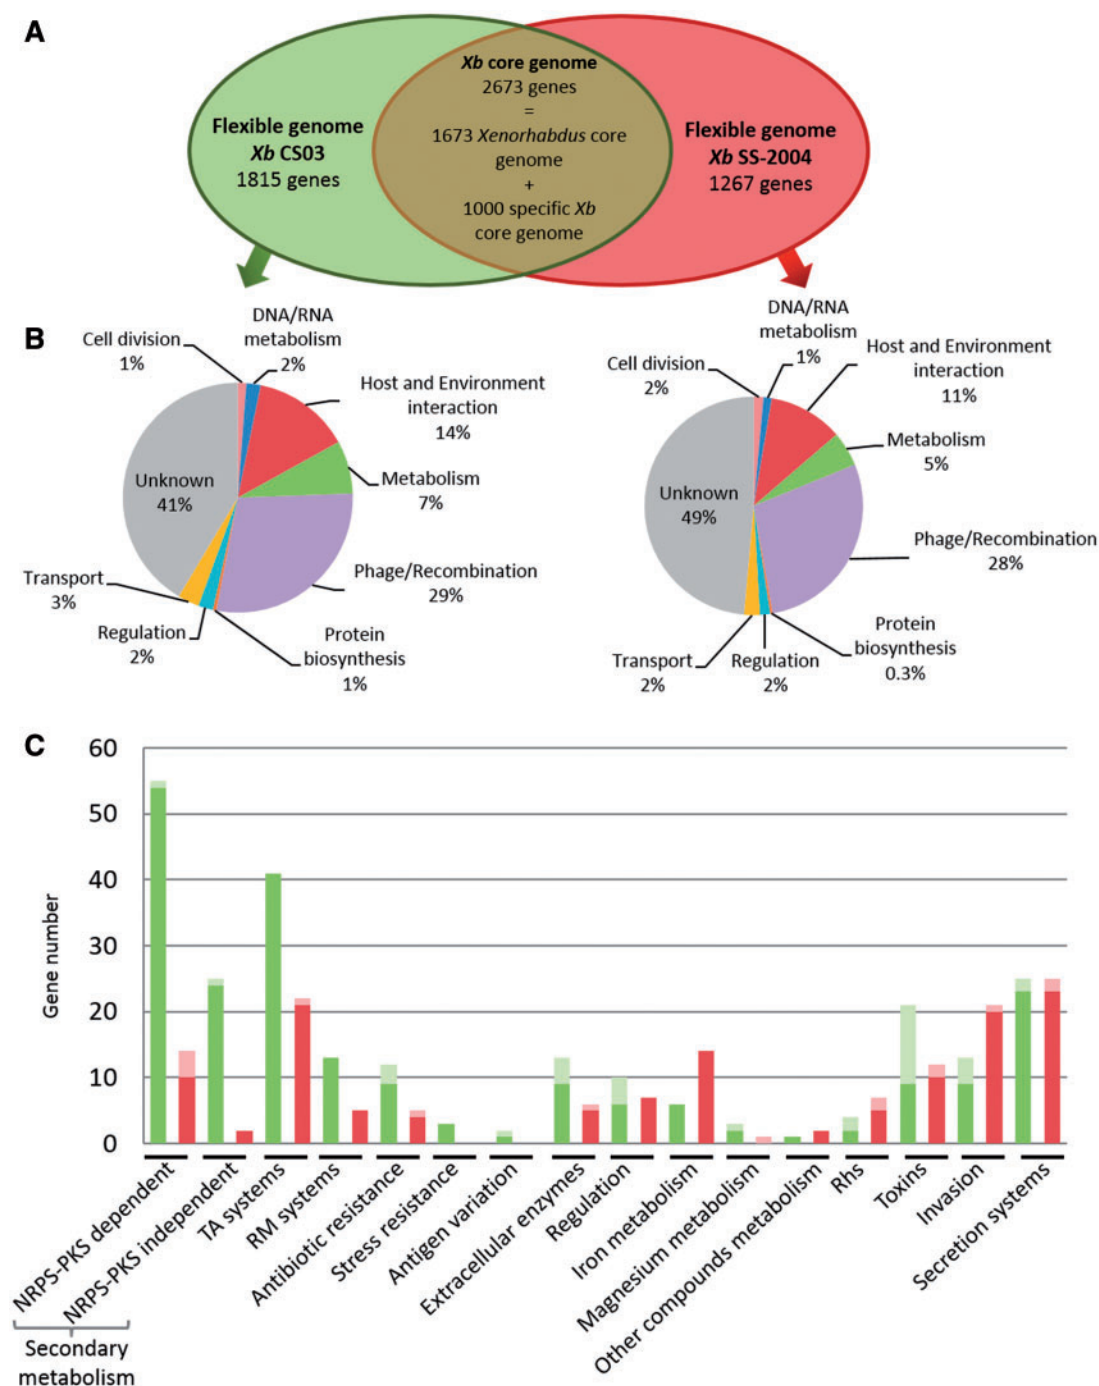 A
Xb core genome
2673 genes
=
1673 Xenorhabdus core
genome
+
1000 specific Xb
core genome
Flexible genome
Xb CS03
1815 genes
Flexible genome
Xb SS-2004
1267 genes
B
Cell division
1%
DNA/RNA
metabolism
2%
Host and Environment
interaction
14%
Metabolism
7%
Phage/Recombination
29%
Protein
biosynthesis
1%
Regulation
2%
Transport
3%
Unknown
41%
Cell division
2%
DNA/RNA
metabolism
1%
Host and Environment
interaction
11%
Metabolism
5%
Phage/Recombination
28%
Protein
biosynthesis
0.3%
Regulation
2%
Transport
2%
Unknown
49%
C
Gene number
60
50
40
30
20
10
0
NRPS-PKS dependent
NRPS-PKS independent
TA systems
RM systems
Antibiotic resistance
Stress resistance
Antigen variation
Extracellular enzymes
Regulation
Iron metabolism
Magnesium metabolism
Other compounds metabolism
Rhs
Toxins
Invasion
Secretion systems
Secondary
metabolism